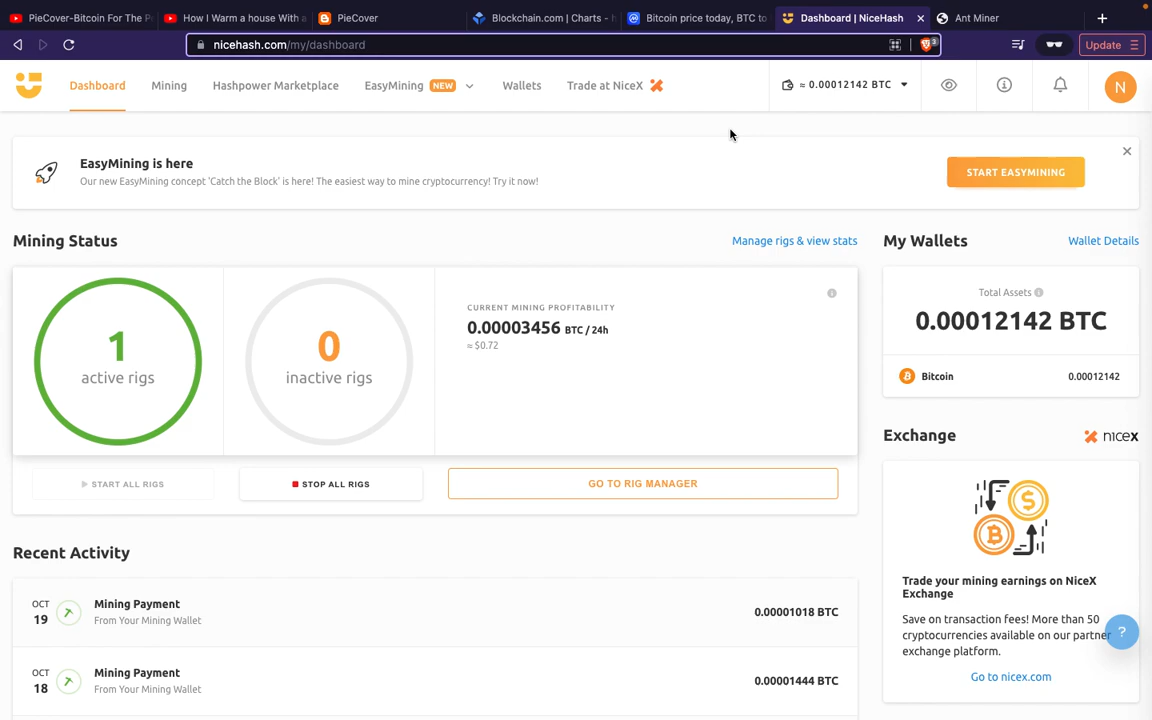 PieCover-Bitcoin For The P
How I Warm a house With a
PieCover
Blockchain.com | Charts - h
Bitcoin price today, BTC to
Dashboard | NiceHash
Ant Miner
nicehash.com/my/dashboard
3
Update
Dashboard
Mining
Hashpower Marketplace
EasyMining NEW
Wallets
Trade at NiceX
≈ 0.00012142 BTC
N
EasyMining is here
Our new EasyMining concept 'Catch the Block' is here! The easiest way to mine cryptocurrency! Try it now!
START EASYMINING
Mining Status
Manage rigs & view stats
1
active rigs
0
inactive rigs
CURRENT MINING PROFITABILITY
0.00003456 BTC / 24h
≈ $0.72
START ALL RIGS
STOP ALL RIGS
GO TO RIG MANAGER
Recent Activity
OCT
19
Mining Payment
From Your Mining Wallet
0.00001018 BTC
OCT
18
Mining Payment
From Your Mining Wallet
0.00001444 BTC
My Wallets
Wallet Details
Total Assets
0.00012142 BTC
Bitcoin
0.00012142
Exchange
nicex
Trade your mining earnings on NiceX
Exchange
Save on transaction fees! More than 50
cryptocurrencies available on our partner
exchange platform.
Go to nicex.com
?